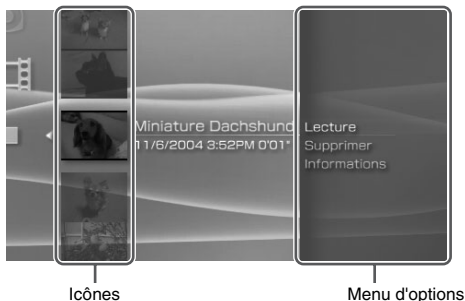 Miniature Dachshund
11/6/2004 3:52PM 0'01"
Lecture
Supprimer
Informations
Icônes
Menu d'options